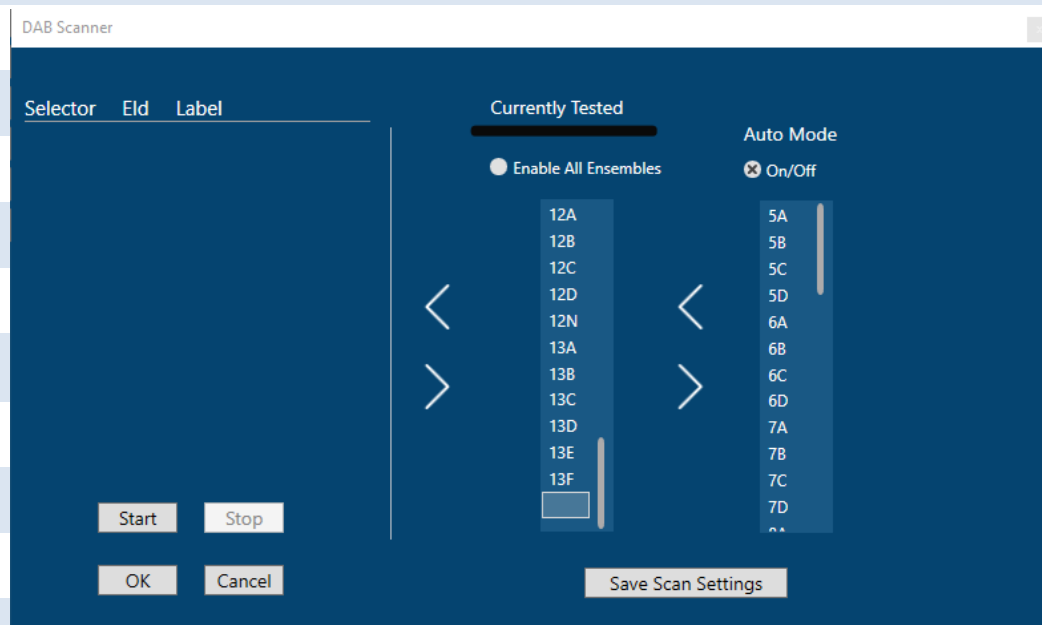 DAB Scanner
Selector EId Label
Currently Tested
Enable All Ensembles
12A
12B
12C
12D
12N
13A
13B
13C
13D
13E
13F
Auto Mode
On/Off
5A
5B
5C
5D
6A
6B
6C
6D
7A
7B
7C
7D
Start
Stop
OK
Cancel
Save Scan Settings